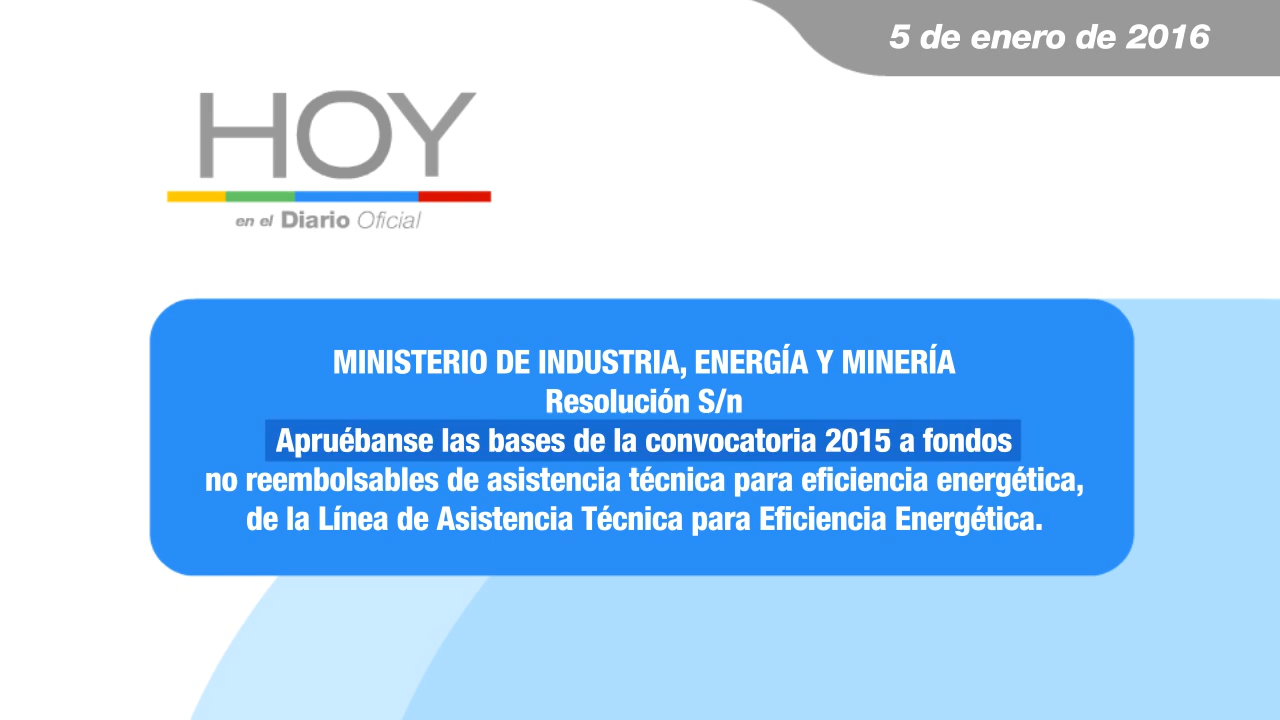 5 de enero de 2016
HOY
en el Diario Oficial
MINISTERIO DE INDUSTRIA, ENERGÍA Y MINERÍA
Resolución S/n
Apruébanse las bases de la convocatoria 2015 a fondos
no reembolsables de asistencia técnica para eficiencia energética,
de la Línea de Asistencia Técnica para Eficiencia Energética.